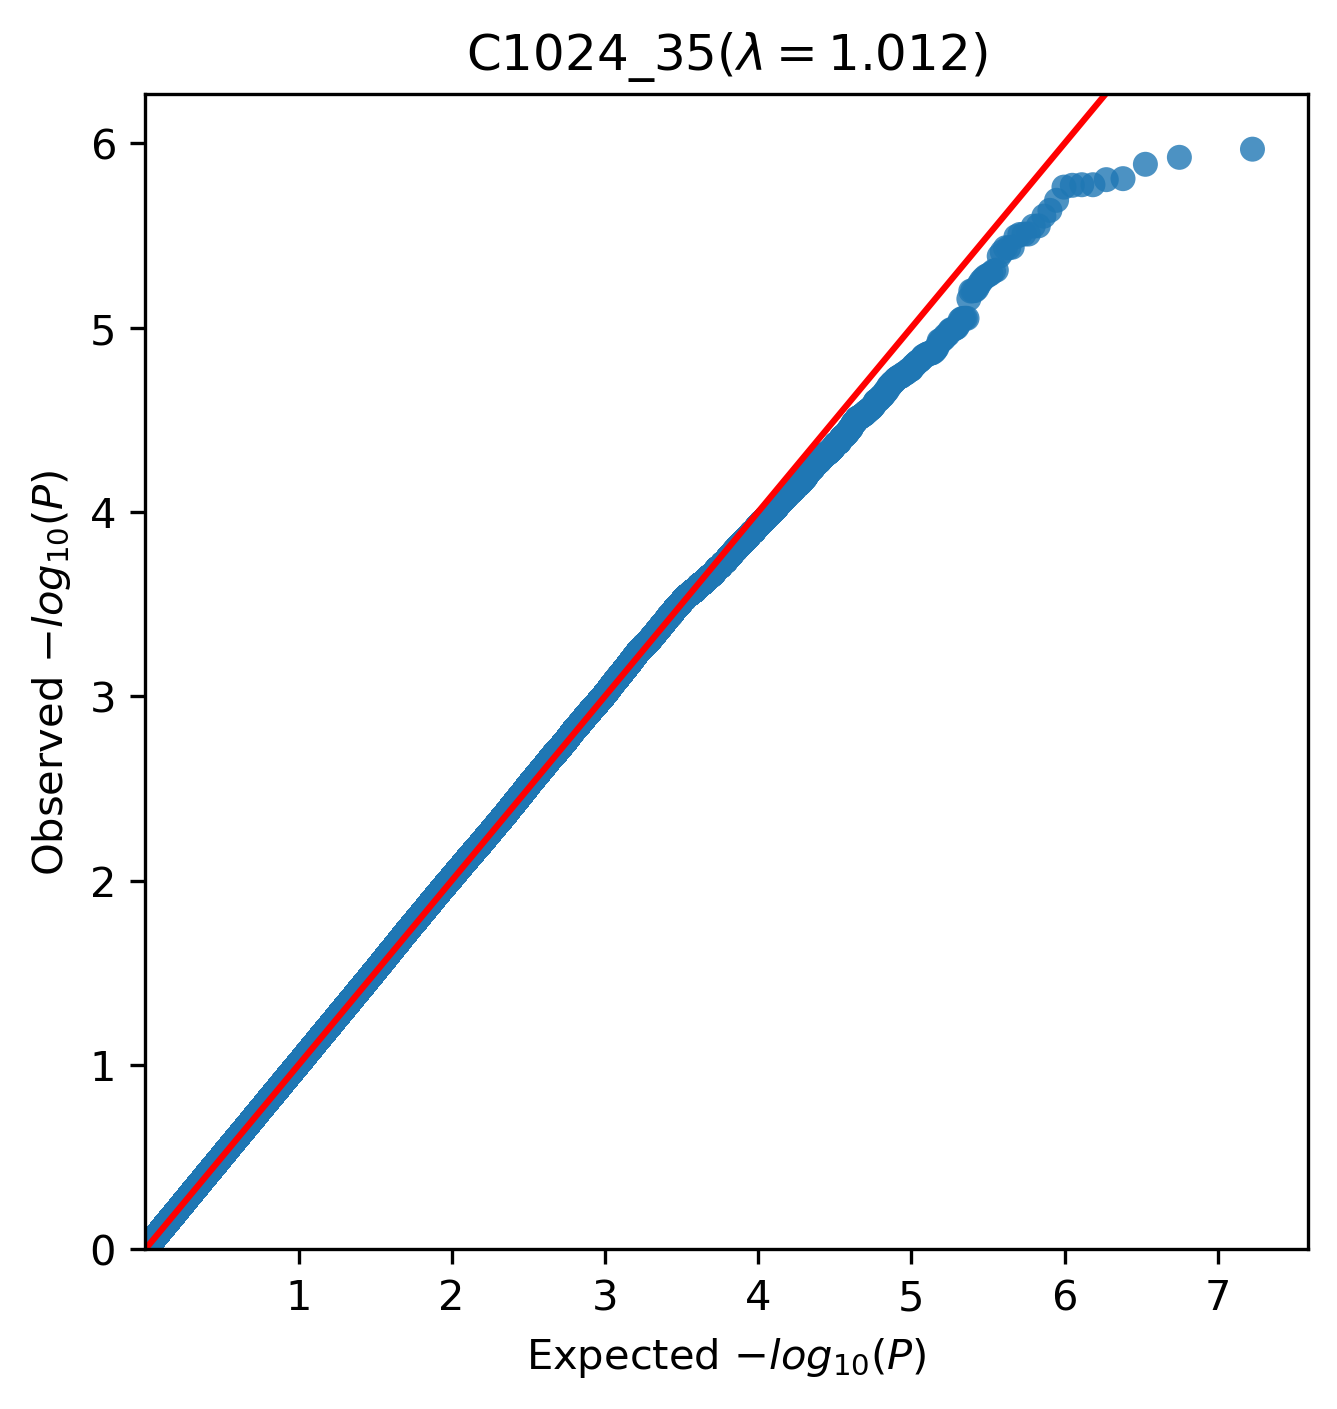 C1024_35(λ = 1.012)
6
5
4
3
2
1
0
Observed −log₁₀(P)
1 2 3 4 5 6 7
Expected −log₁₀(P)